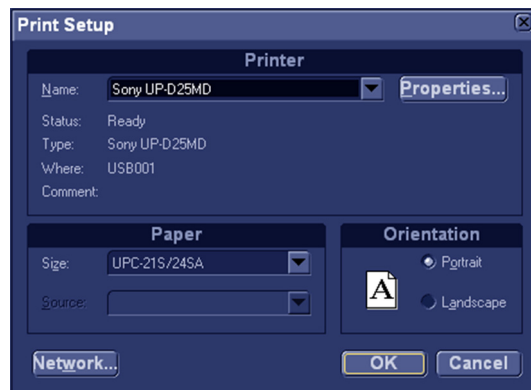 Print Setup
Printer
Name: Sony UP-D25MD Properties...
Status: Ready
Type: Sony UP-D25MD
Where: USB001
Comment:
Paper
Size: UPC-21S/24SA
Source:
Orientation
A
Portrait
Landscape
Network... OK Cancel